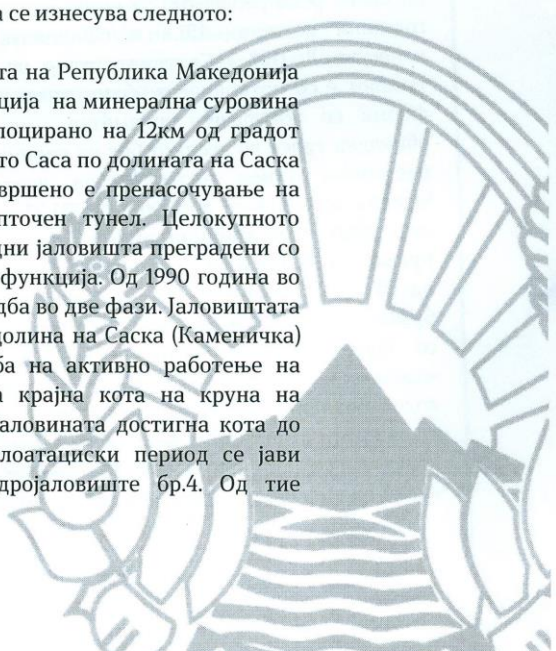 а се изнесува следното:
та на Република Македонија
ција на минерална суровина
лоцирано на 12км од градот
то Саса по долината на Саска
вршено е пренасочување на
пточен тунел. Целокупното
дни јаловишта преградени со
функција. Од 1990 година во
дба во две фази. Јаловиштата
долина на Саска (Каменичка)
ба на активно работење на
а крајна кота на круна на
јаловината достигна кота до
плоатациски период се јави
дројаловиште бр.4. Од тие